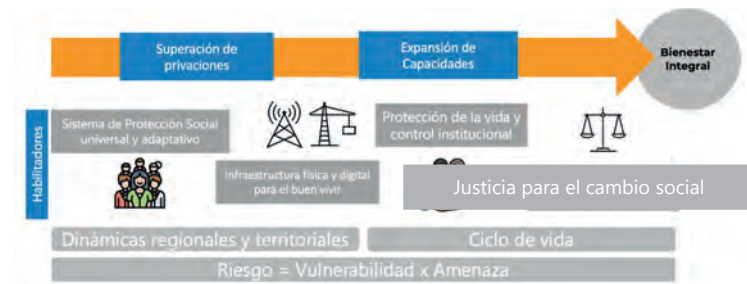 Superación de
privaciones
Expansión de
Capacidades
Bienestar
Integral
Habilitadores
Sistema de Protección Social
universal y adaptativo
Protección de la vida y
control institucional
Infraestructura física y digital
para el buen vivir
Justicia para el cambio social
Dinámicas regionales y territoriales
Ciclo de vida
Riesgo = Vulnerabilidad x Amenaza